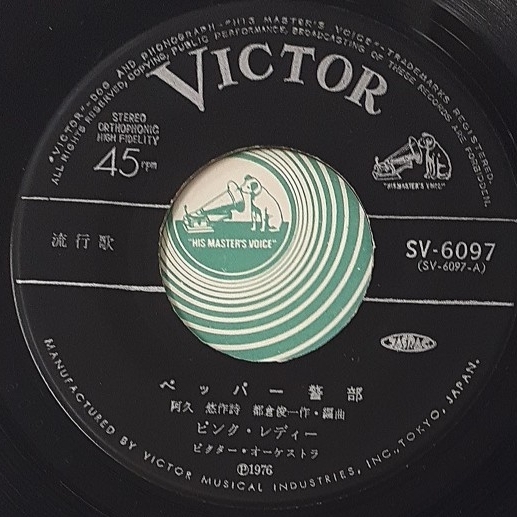 "VICTOR"-DOG AND PHONOGRAPH-"HIS MASTER'S VOICE"-TRADEMARKS REGISTERED.
ALL RIGHTS RESERVED, COPYING, PUBLIC PERFORMANCE, BROADCASTING OF THESE RECORDS ARE FORBIDDEN.
VICTOR
STEREO
ORTHOPHONIC
HIGH FIDELITY
45rpm
"HIS MASTER'S VOICE"
"HIS MASTER'S VOICE"
流行歌
SV-6097
(SV-6097-A)
JASRAC
ペッパー警部
阿久 悠作詩 都倉俊一作・編曲
ピンク・レディー
ビクター・オーケストラ
Ⓟ1976
MANUFACTURED BY VICTOR MUSICAL INDUSTRIES, INC., TOKYO, JAPAN.